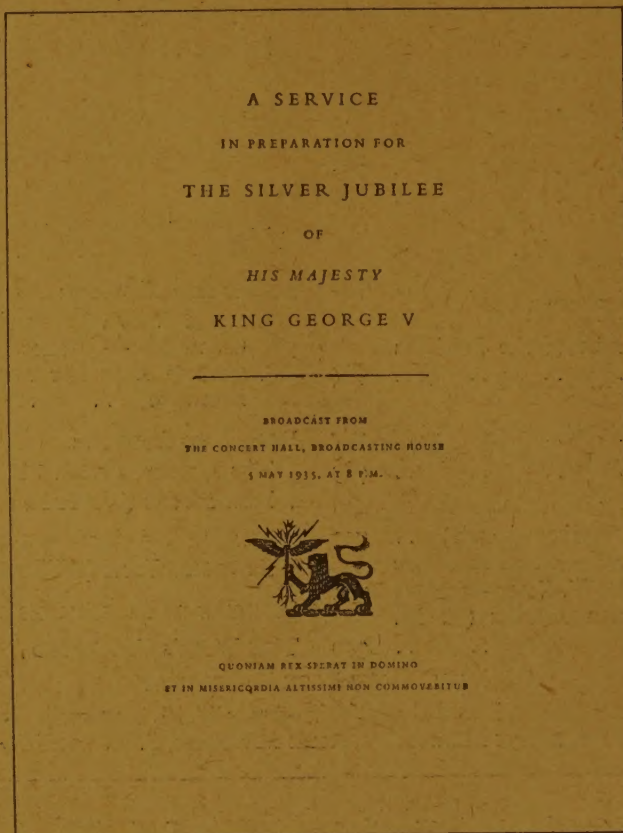 A SERVICE
IN PREPARATION FOR
THE SILVER JUBILEE
OF
HIS MAJESTY
KING GEORGE V
BROADCAST FROM
THE CONCERT HALL, BROADCASTING HOUSE
5 MAY 1935, AT 8 P.M.
QUONIAM REX SPERAT IN DOMINO
ET IN MISERICORDIA ALTISSIMI NON COMMOVEBITUR